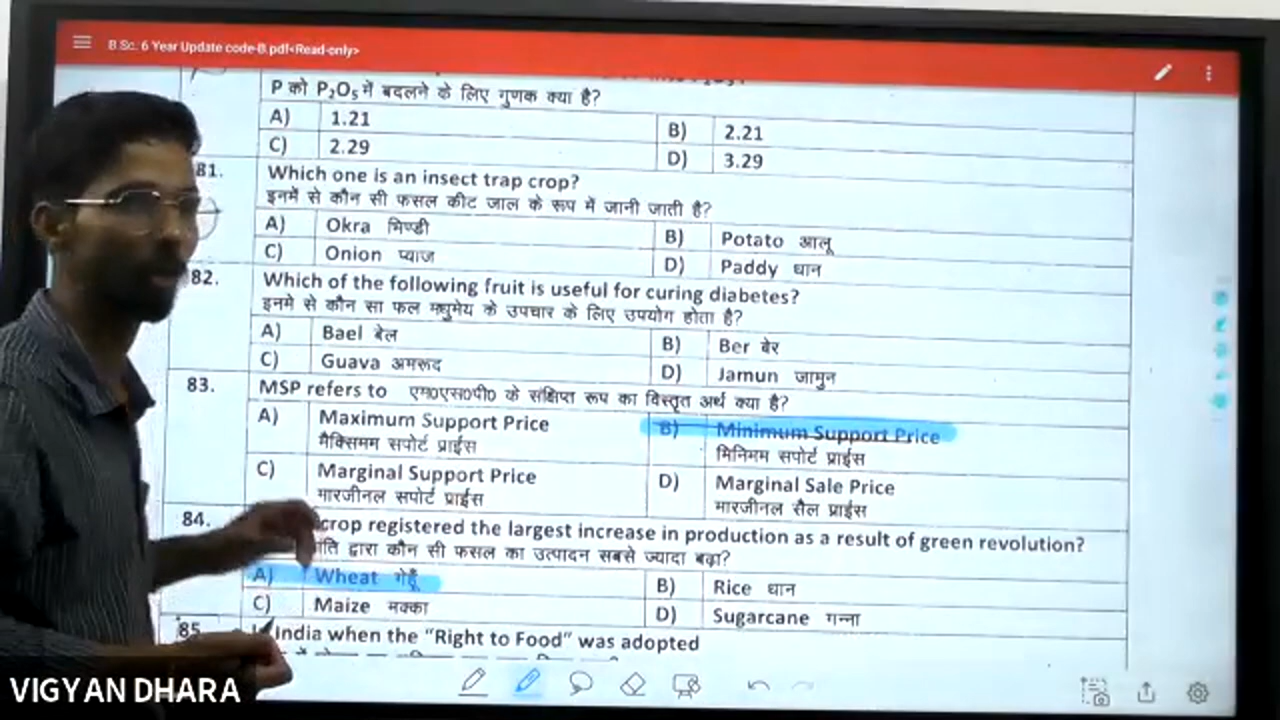 B.Sc. 6 Year Update code-B.pdf<Read-only>
P को P₂O₅ में बदलने के लिए गुणक क्या है?
A) 1.21 B) 2.21
C) 2.29 D) 3.29
81. Which one is an insect trap crop?
इनमें से कौन सी फसल कीट जाल के रूप में जानी जाती है?
A) Okra भिण्डी B) Potato आलू
C) Onion प्याज D) Paddy धान
82. Which of the following fruit is useful for curing diabetes?
इनमे से कौन सा फल मधुमेय के उपचार के लिए उपयोग होता है?
A) Bael बेल B) Ber बेर
C) Guava अमरूद D) Jamun जामुन
83. MSP refers to एम0एस0पी0 के संक्षिप्त रूप का विस्तृत अर्थ क्या है?
A) Maximum Support Price B) Minimum Support Price
मैक्सिमम सपोर्ट प्राईस मिनिमम सपोर्ट प्राईस
C) Marginal Support Price D) Marginal Sale Price
मारजीनल सपोर्ट प्राईस मारजीनल सैल प्राईस
84. crop registered the largest increase in production as a result of green revolution?
द्वारा कौन सी फसल का उत्पादन सबसे ज्यादा बढ़ा?
A) Wheat गेहूँ B) Rice धान
C) Maize मक्का D) Sugarcane गन्ना
85. India when the "Right to Food" was adopted
VIGYAN DHARA